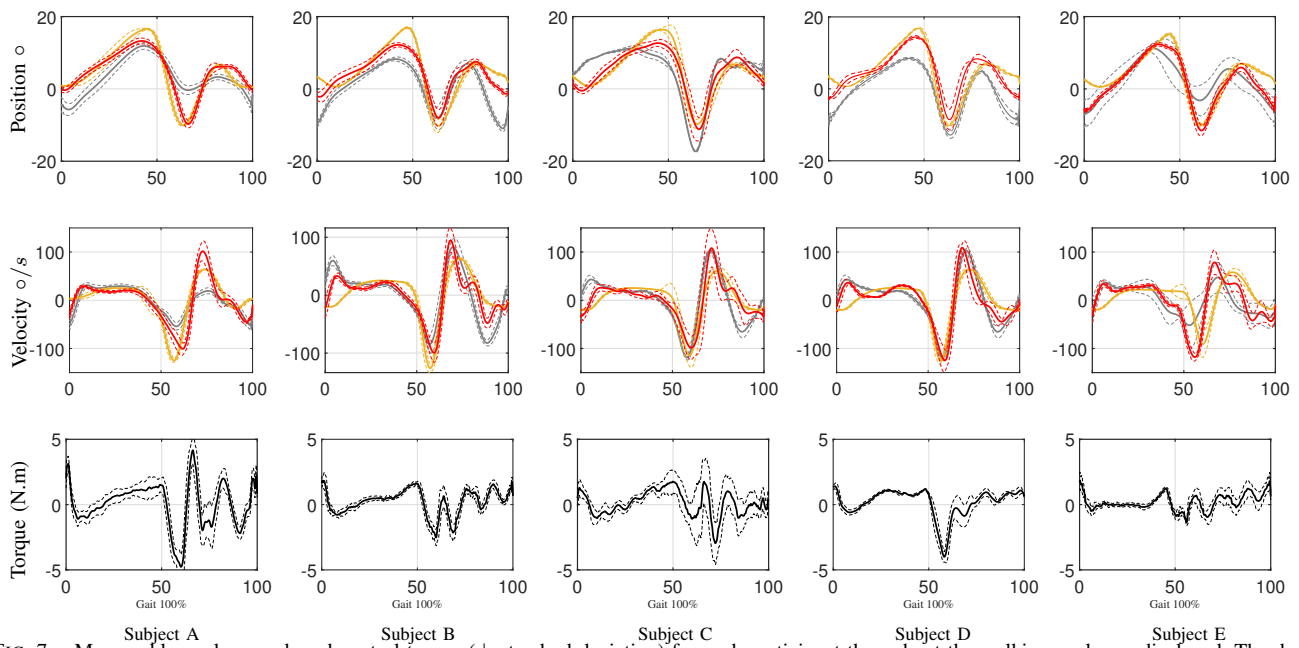 20 20 20 20 20
Position ○
10 10 10 10 10
0 0 0 0 0
-20 -20 -20 -20 -20
0 50 100 0 50 100 0 50 100 0 50 100 0 50 100
Velocity ○/s
100 100 100 100 100
0 0 0 0 0
-100 -100 -100 -100 -100
0 50 100 0 50 100 0 50 100 0 50 100 0 50 100
Torque (N.m)
5 5 5 5 5
0 0 0 0 0
-5 -5 -5 -5 -5
0 50 100 0 50 100 0 50 100 0 50 100 0 50 100
Gait 100% Gait 100% Gait 100% Gait 100% Gait 100%
Subject A Subject B Subject C Subject D Subject E